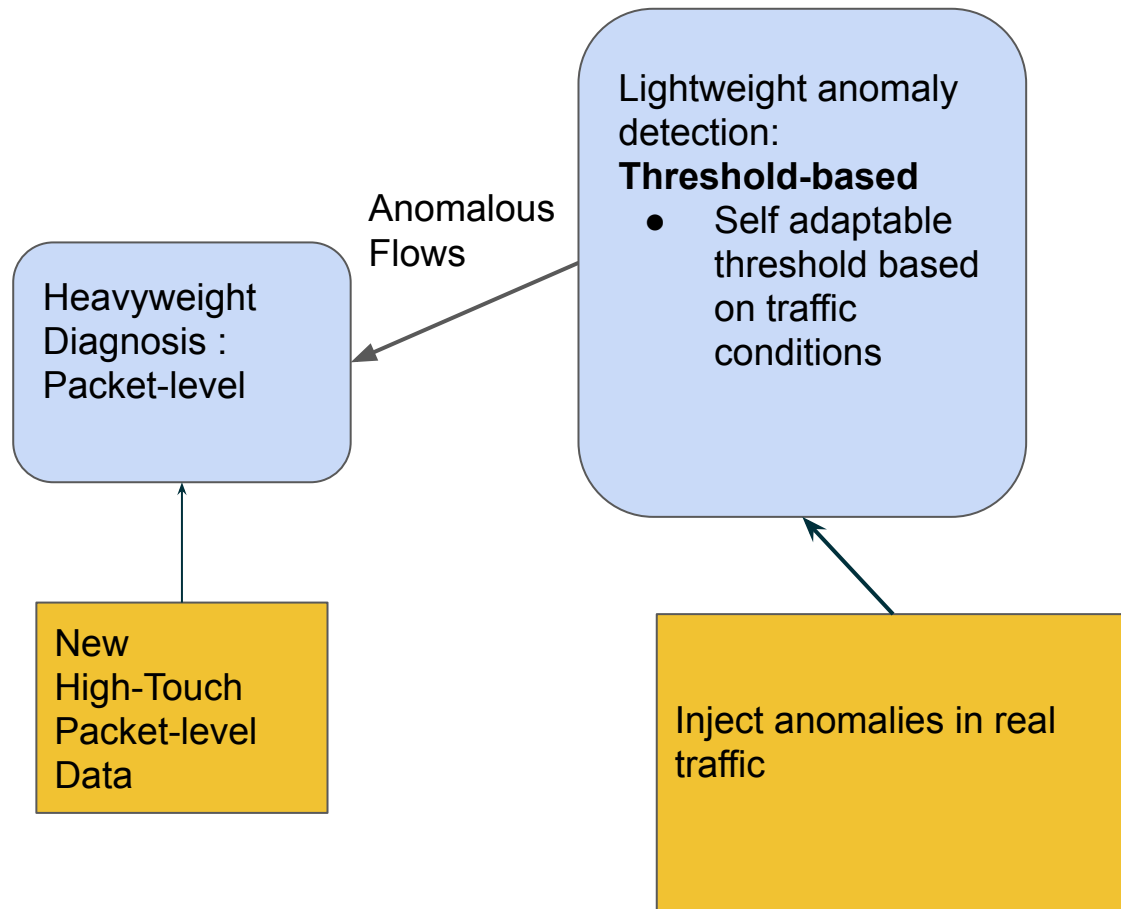 Lightweight anomaly
detection:
Threshold-based
● Self adaptable
threshold based
on traffic
conditions
Anomalous
Flows
Heavyweight
Diagnosis :
Packet-level
New
High-Touch
Packet-level
Data
Inject anomalies in real
traffic